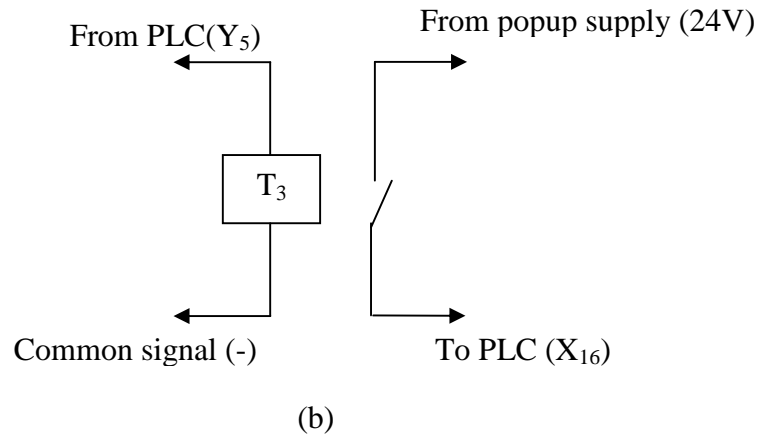 From PLC(Y₅)
From popup supply (24V)
T₃
Common signal (-)
To PLC (X₁₆)
(b)